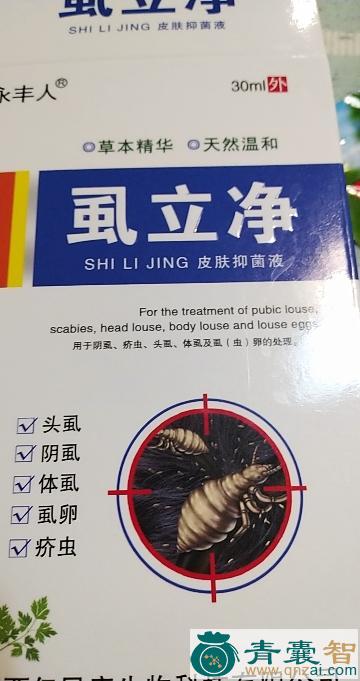 虱立净
SHI LI JING 皮肤抑菌液
永丰人®
30ml 外
草本精华 天然温和
虱立净
SHI LI JING 皮肤抑菌液
For the treatment of pubic louse,
scabies, head louse, body louse and louse eggs
用于阴虱、疥虫、头虱、体虱及虱（虫）卵的处理。
头虱
阴虱
体虱
虱卵
疥虫
青囊智
www.qnzai.com